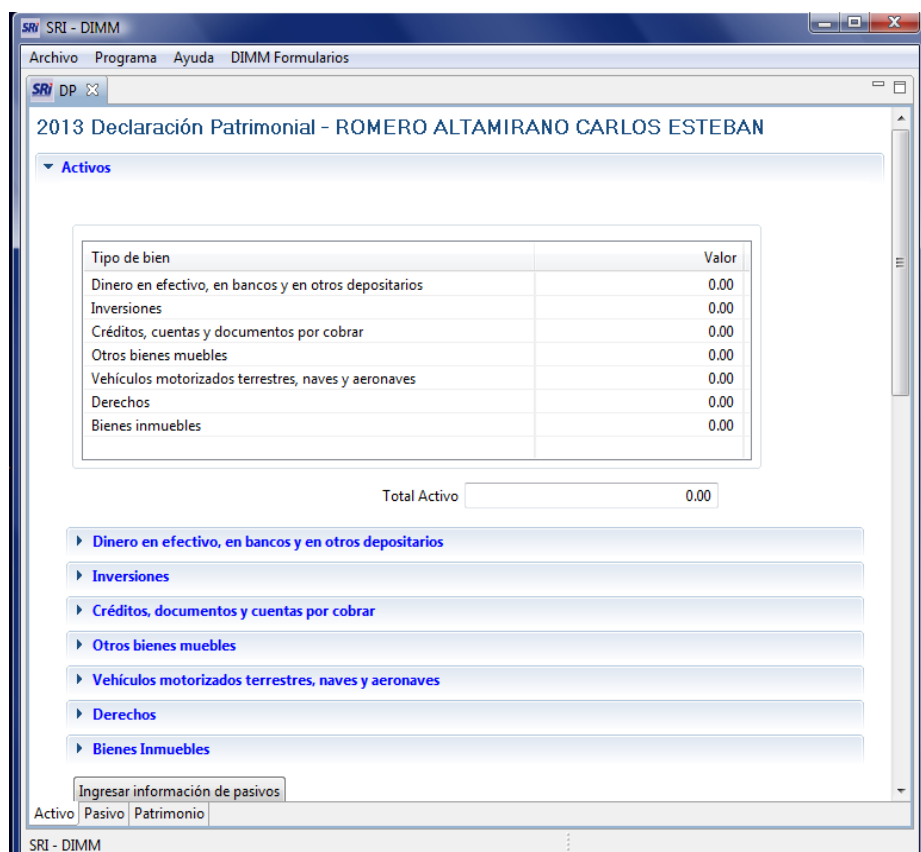 SRi SRI - DIMM
Archivo Programa Ayuda DIMM Formularios
SRi DP
2013 Declaración Patrimonial - ROMERO ALTAMIRANO CARLOS ESTEBAN
Activos
Tipo de bien Valor
Dinero en efectivo, en bancos y en otros depositarios 0.00
Inversiones 0.00
Créditos, cuentas y documentos por cobrar 0.00
Otros bienes muebles 0.00
Vehículos motorizados terrestres, naves y aeronaves 0.00
Derechos 0.00
Bienes inmuebles 0.00
Total Activo 0.00
Dinero en efectivo, en bancos y en otros depositarios
Inversiones
Créditos, documentos y cuentas por cobrar
Otros bienes muebles
Vehículos motorizados terrestres, naves y aeronaves
Derechos
Bienes Inmuebles
Ingresar información de pasivos
Activo Pasivo Patrimonio
SRI - DIMM